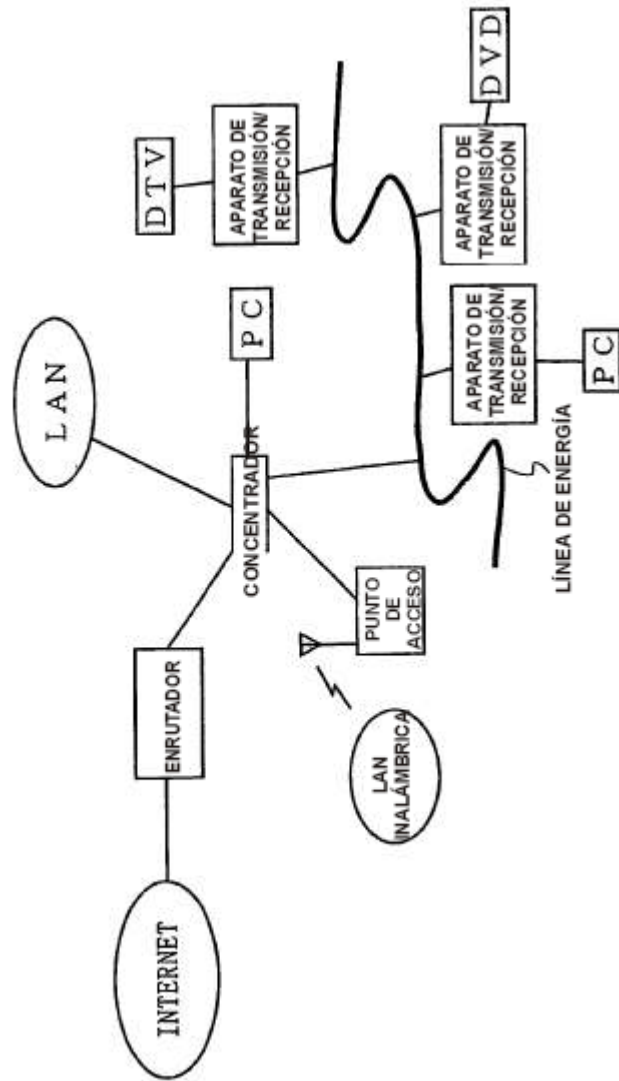 INTERNET
ENRUTADOR
LAN
CONCENTRADOR
PC
LAN
INALÁMBRICA
PUNTO
DE
ACCESO
DTV
APARATO DE
TRANSMISIÓN/
RECEPCIÓN
APARATO DE
TRANSMISIÓN/
RECEPCIÓN
DVD
APARATO DE
TRANSMISIÓN/
RECEPCIÓN
PC
LÍNEA DE ENERGÍA